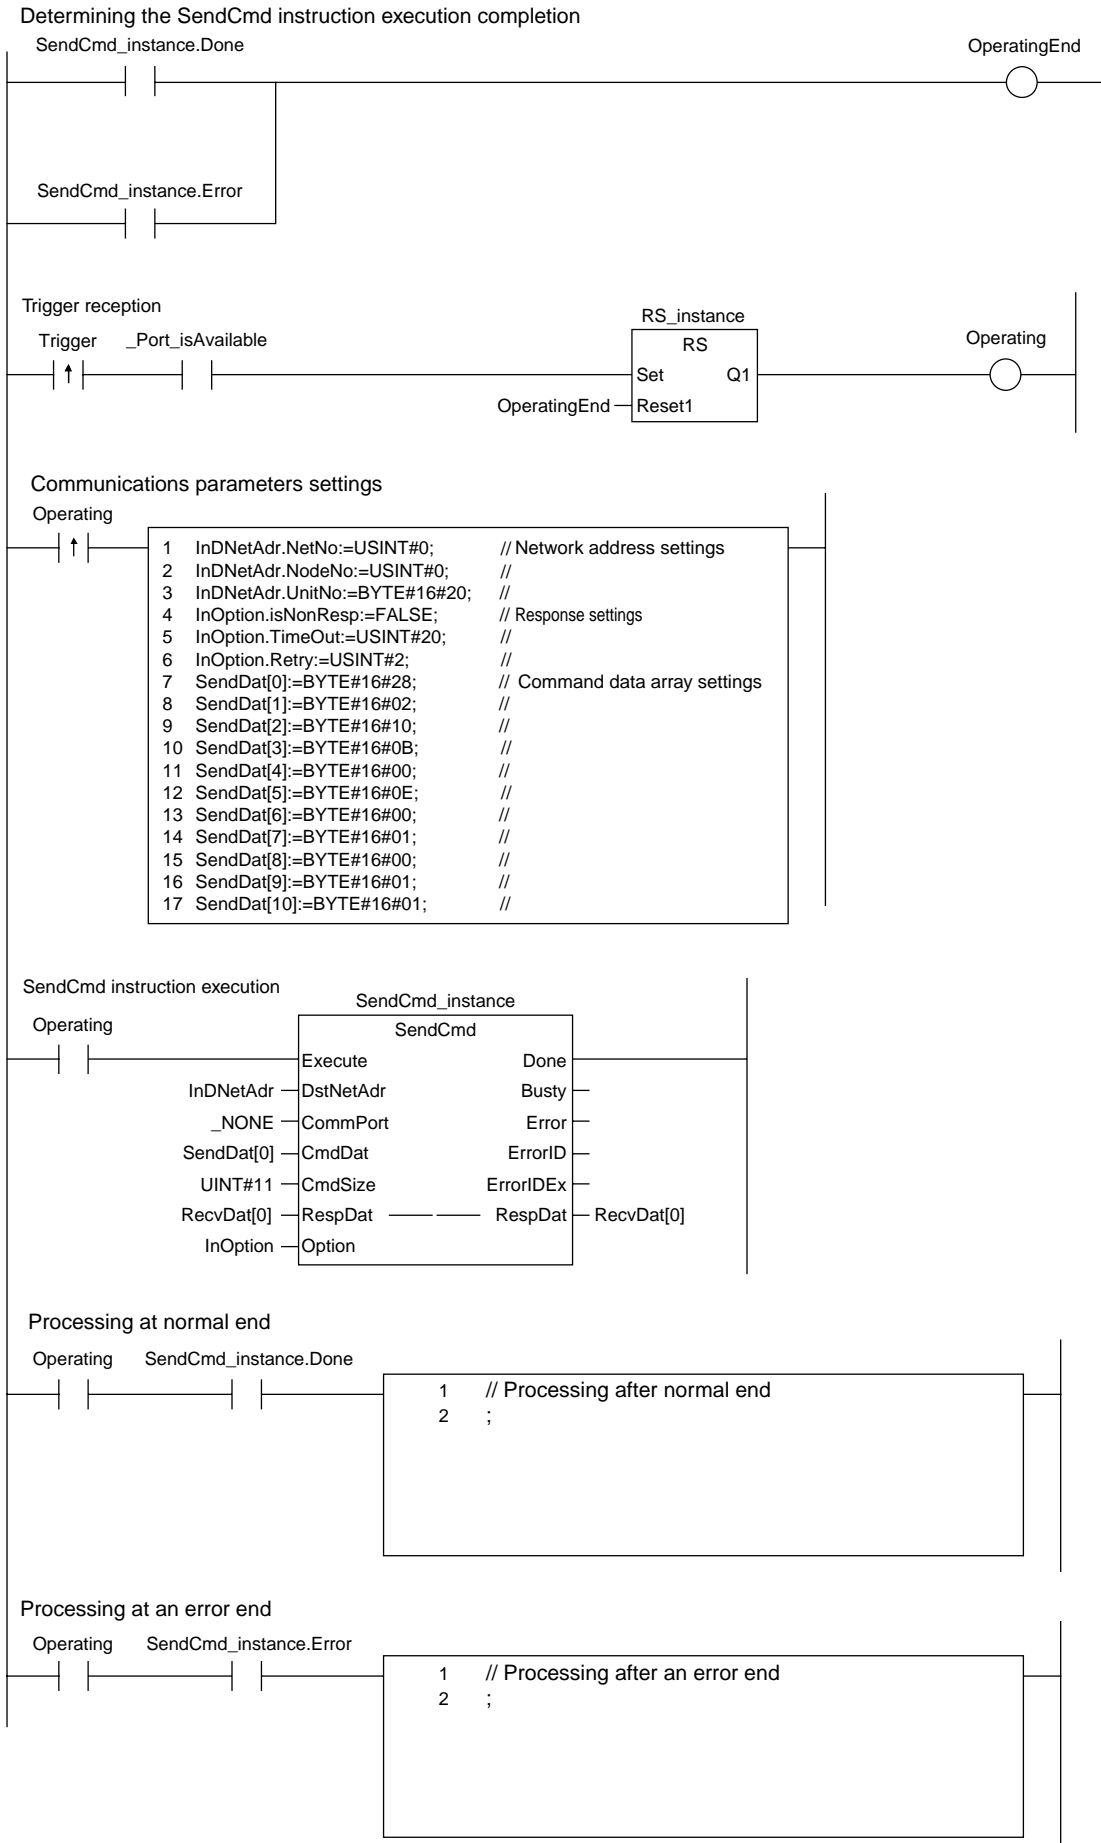 Determining the SendCmd instruction execution completion
SendCmd_instance.Done
OperatingEnd
SendCmd_instance.Error
Trigger reception
Trigger
_Port_isAvailable
RS_instance
RS
Operating
Set
Q1
OperatingEnd
Reset1
Communications parameters settings
Operating
1 InDNetAdr.NetNo:=USINT#0; // Network address settings
2 InDNetAdr.NodeNo:=USINT#0; //
3 InDNetAdr.UnitNo:=BYTE#16#20; //
4 InOption.isNonResp:=FALSE; // Response settings
5 InOption.TimeOut:=USINT#20; //
6 InOption.Retry:=USINT#2; //
7 SendDat[0]:=BYTE#16#28; // Command data array settings
8 SendDat[1]:=BYTE#16#02; //
9 SendDat[2]:=BYTE#16#10; //
10 SendDat[3]:=BYTE#16#0B; //
11 SendDat[4]:=BYTE#16#00; //
12 SendDat[5]:=BYTE#16#0E; //
13 SendDat[6]:=BYTE#16#00; //
14 SendDat[7]:=BYTE#16#01; //
15 SendDat[8]:=BYTE#16#00; //
16 SendDat[9]:=BYTE#16#01; //
17 SendDat[10]:=BYTE#16#01; //
SendCmd instruction execution
SendCmd_instance
Operating
SendCmd
Execute Done
InDNetAdr DstNetAdr Busty
_NONE CommPort Error
SendDat[0] CmdDat ErrorID
UINT#11 CmdSize ErrorIDEx
RecvDat[0] RespDat RespDat RecvDat[0]
InOption Option
Processing at normal end
Operating
SendCmd_instance.Done
1 // Processing after normal end
2 ;
Processing at an error end
Operating
SendCmd_instance.Error
1 // Processing after an error end
2 ;